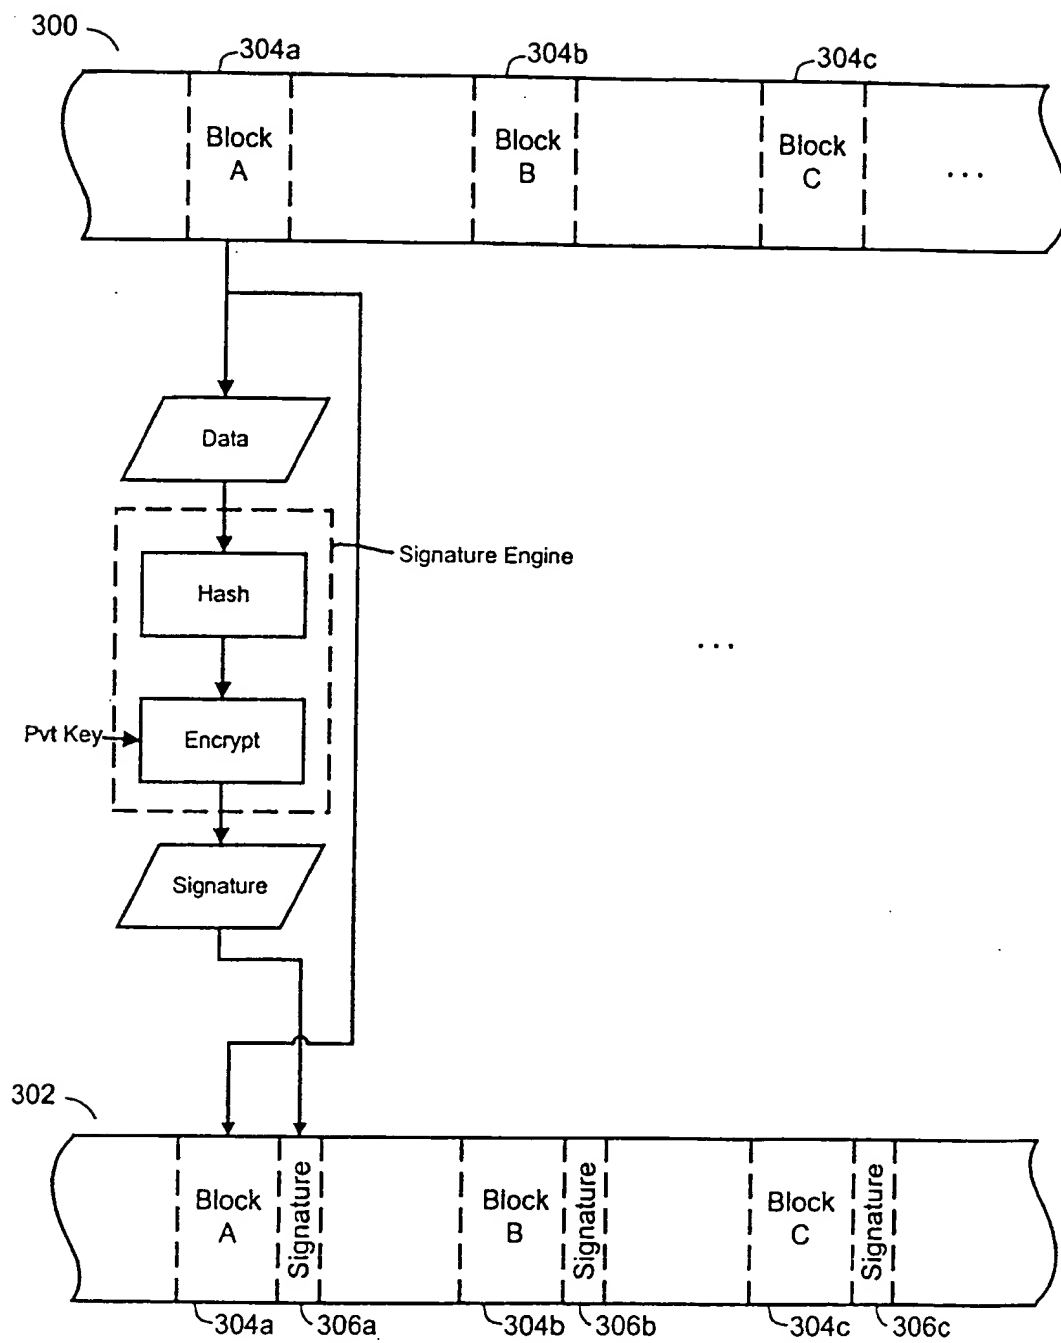 300
304a
304b
304c
Block
A
Block
B
Block
C
...
Data
Signature Engine
Hash
...
Pvt Key
Encrypt
Signature
302
Block
A
Signature
Block
B
Signature
Block
C
Signature
304a
306a
304b
306b
304c
306c